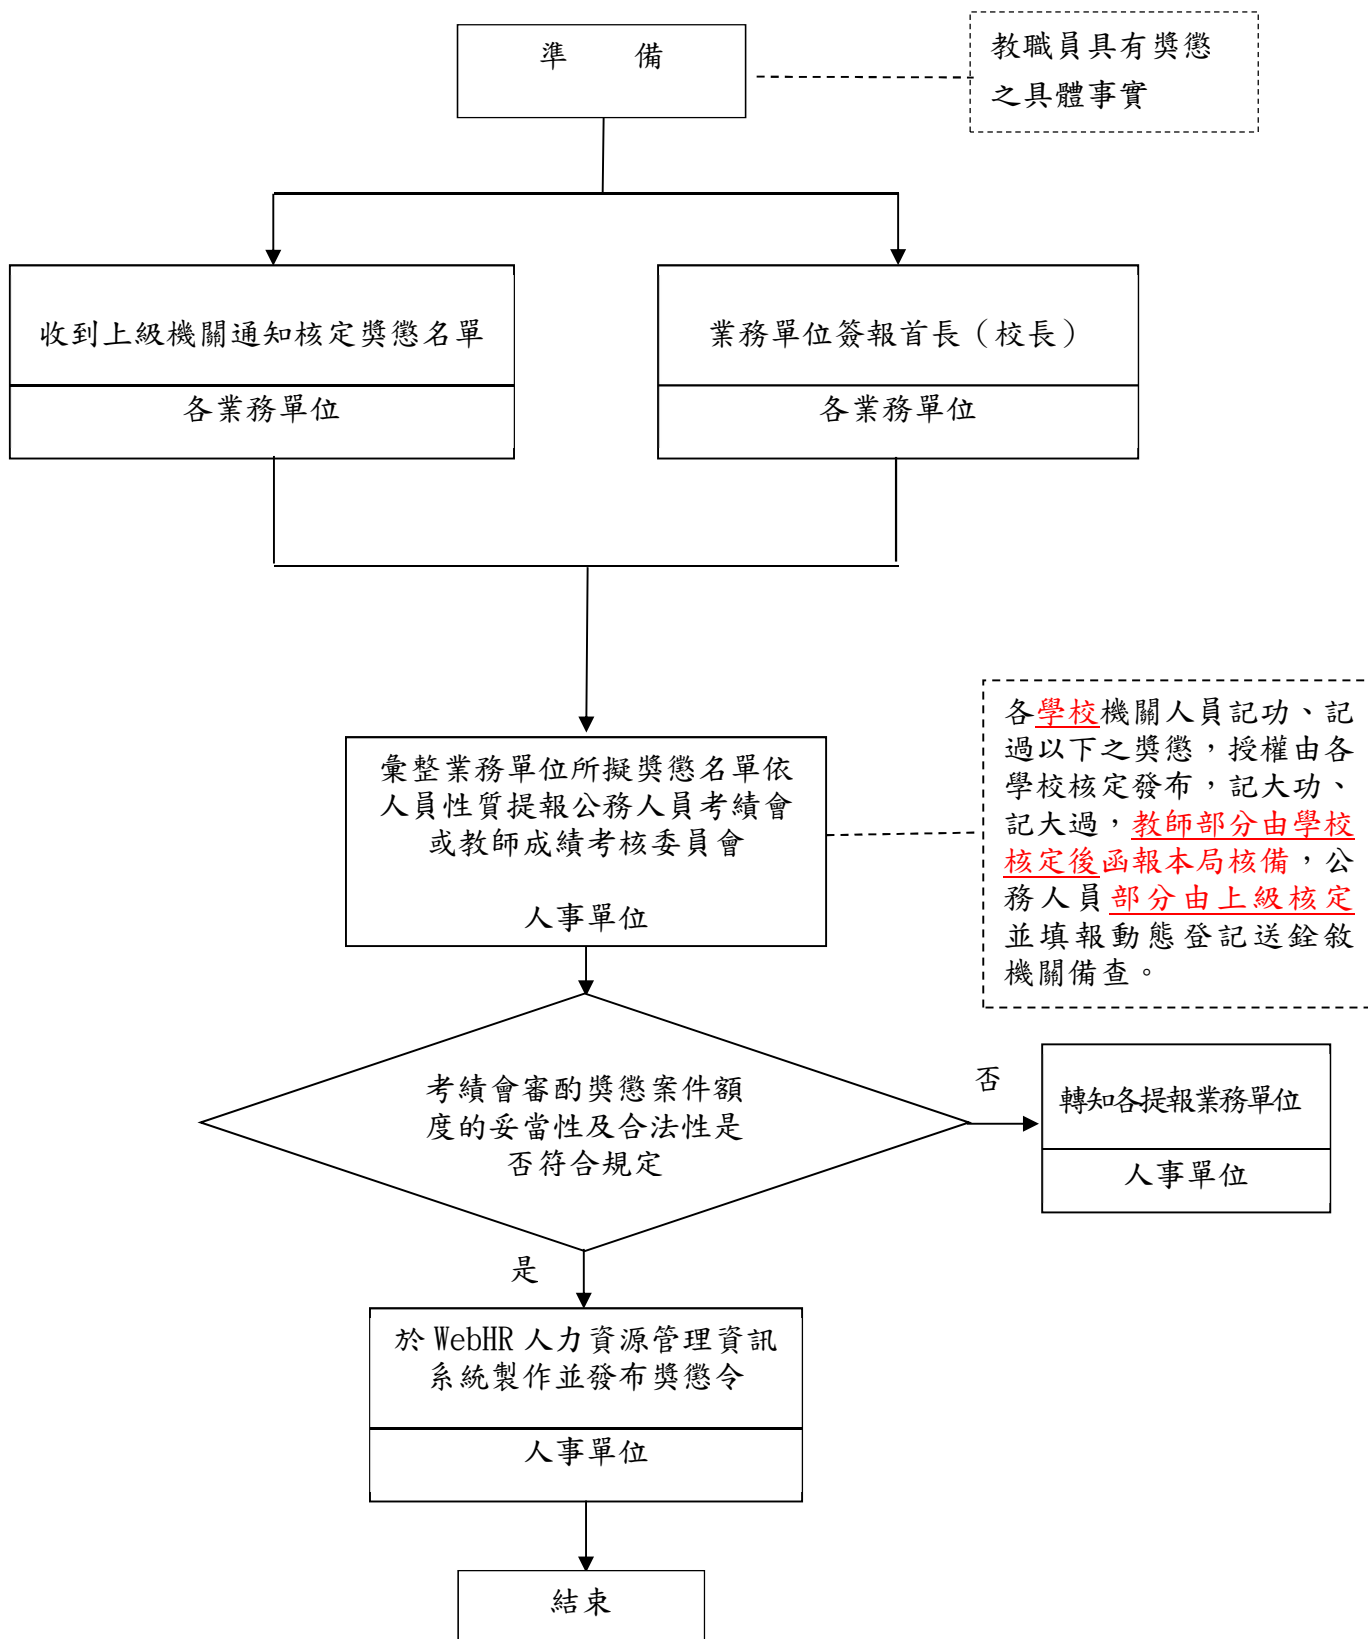 準　　備
教職員具有獎懲
之具體事實
收到上級機關通知核定獎懲名單
各業務單位
業務單位簽報首長（校長）
各業務單位
彙整業務單位所擬獎懲名單依
人員性質提報公務人員考績會
或教師成績考核委員會
人事單位
各學校機關人員記功、記
過以下之獎懲，授權由各
學校核定發布，記大功、
記大過，教師部分由學校
核定後函報本局核備，公
務人員部分由上級核定
並填報動態登記送銓敘
機關備查。
考績會審酌獎懲案件額
度的妥當性及合法性是
否符合規定
否
轉知各提報業務單位
人事單位
是
於 WebHR 人力資源管理資訊
系統製作並發布獎懲令
人事單位
結束